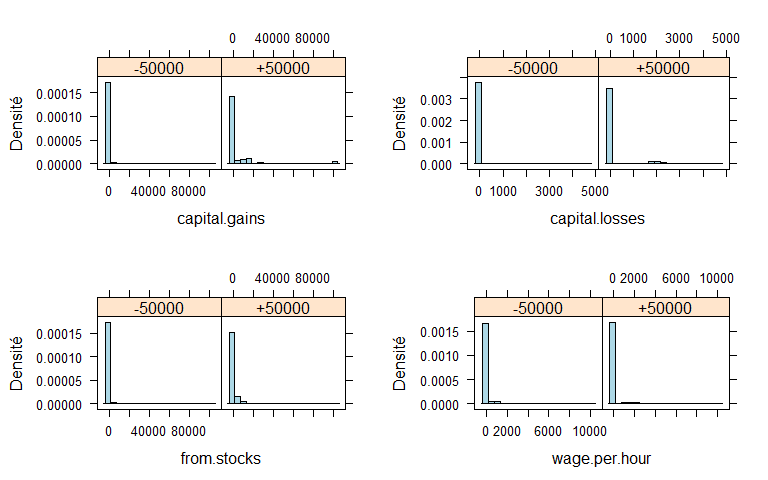 0 40000 80000
-50000 +50000
Densité
0.00015
0.00010
0.00005
0.00000
0 40000 80000
capital.gains
0 1000 3000 5000
-50000 +50000
Densité
0.003
0.002
0.001
0.000
0 1000 3000 5000
capital.losses
0 40000 80000
-50000 +50000
Densité
0.00015
0.00010
0.00005
0.00000
0 40000 80000
from.stocks
0 2000 6000 10000
-50000 +50000
Densité
0.0015
0.0010
0.0005
0.0000
0 2000 6000 10000
wage.per.hour